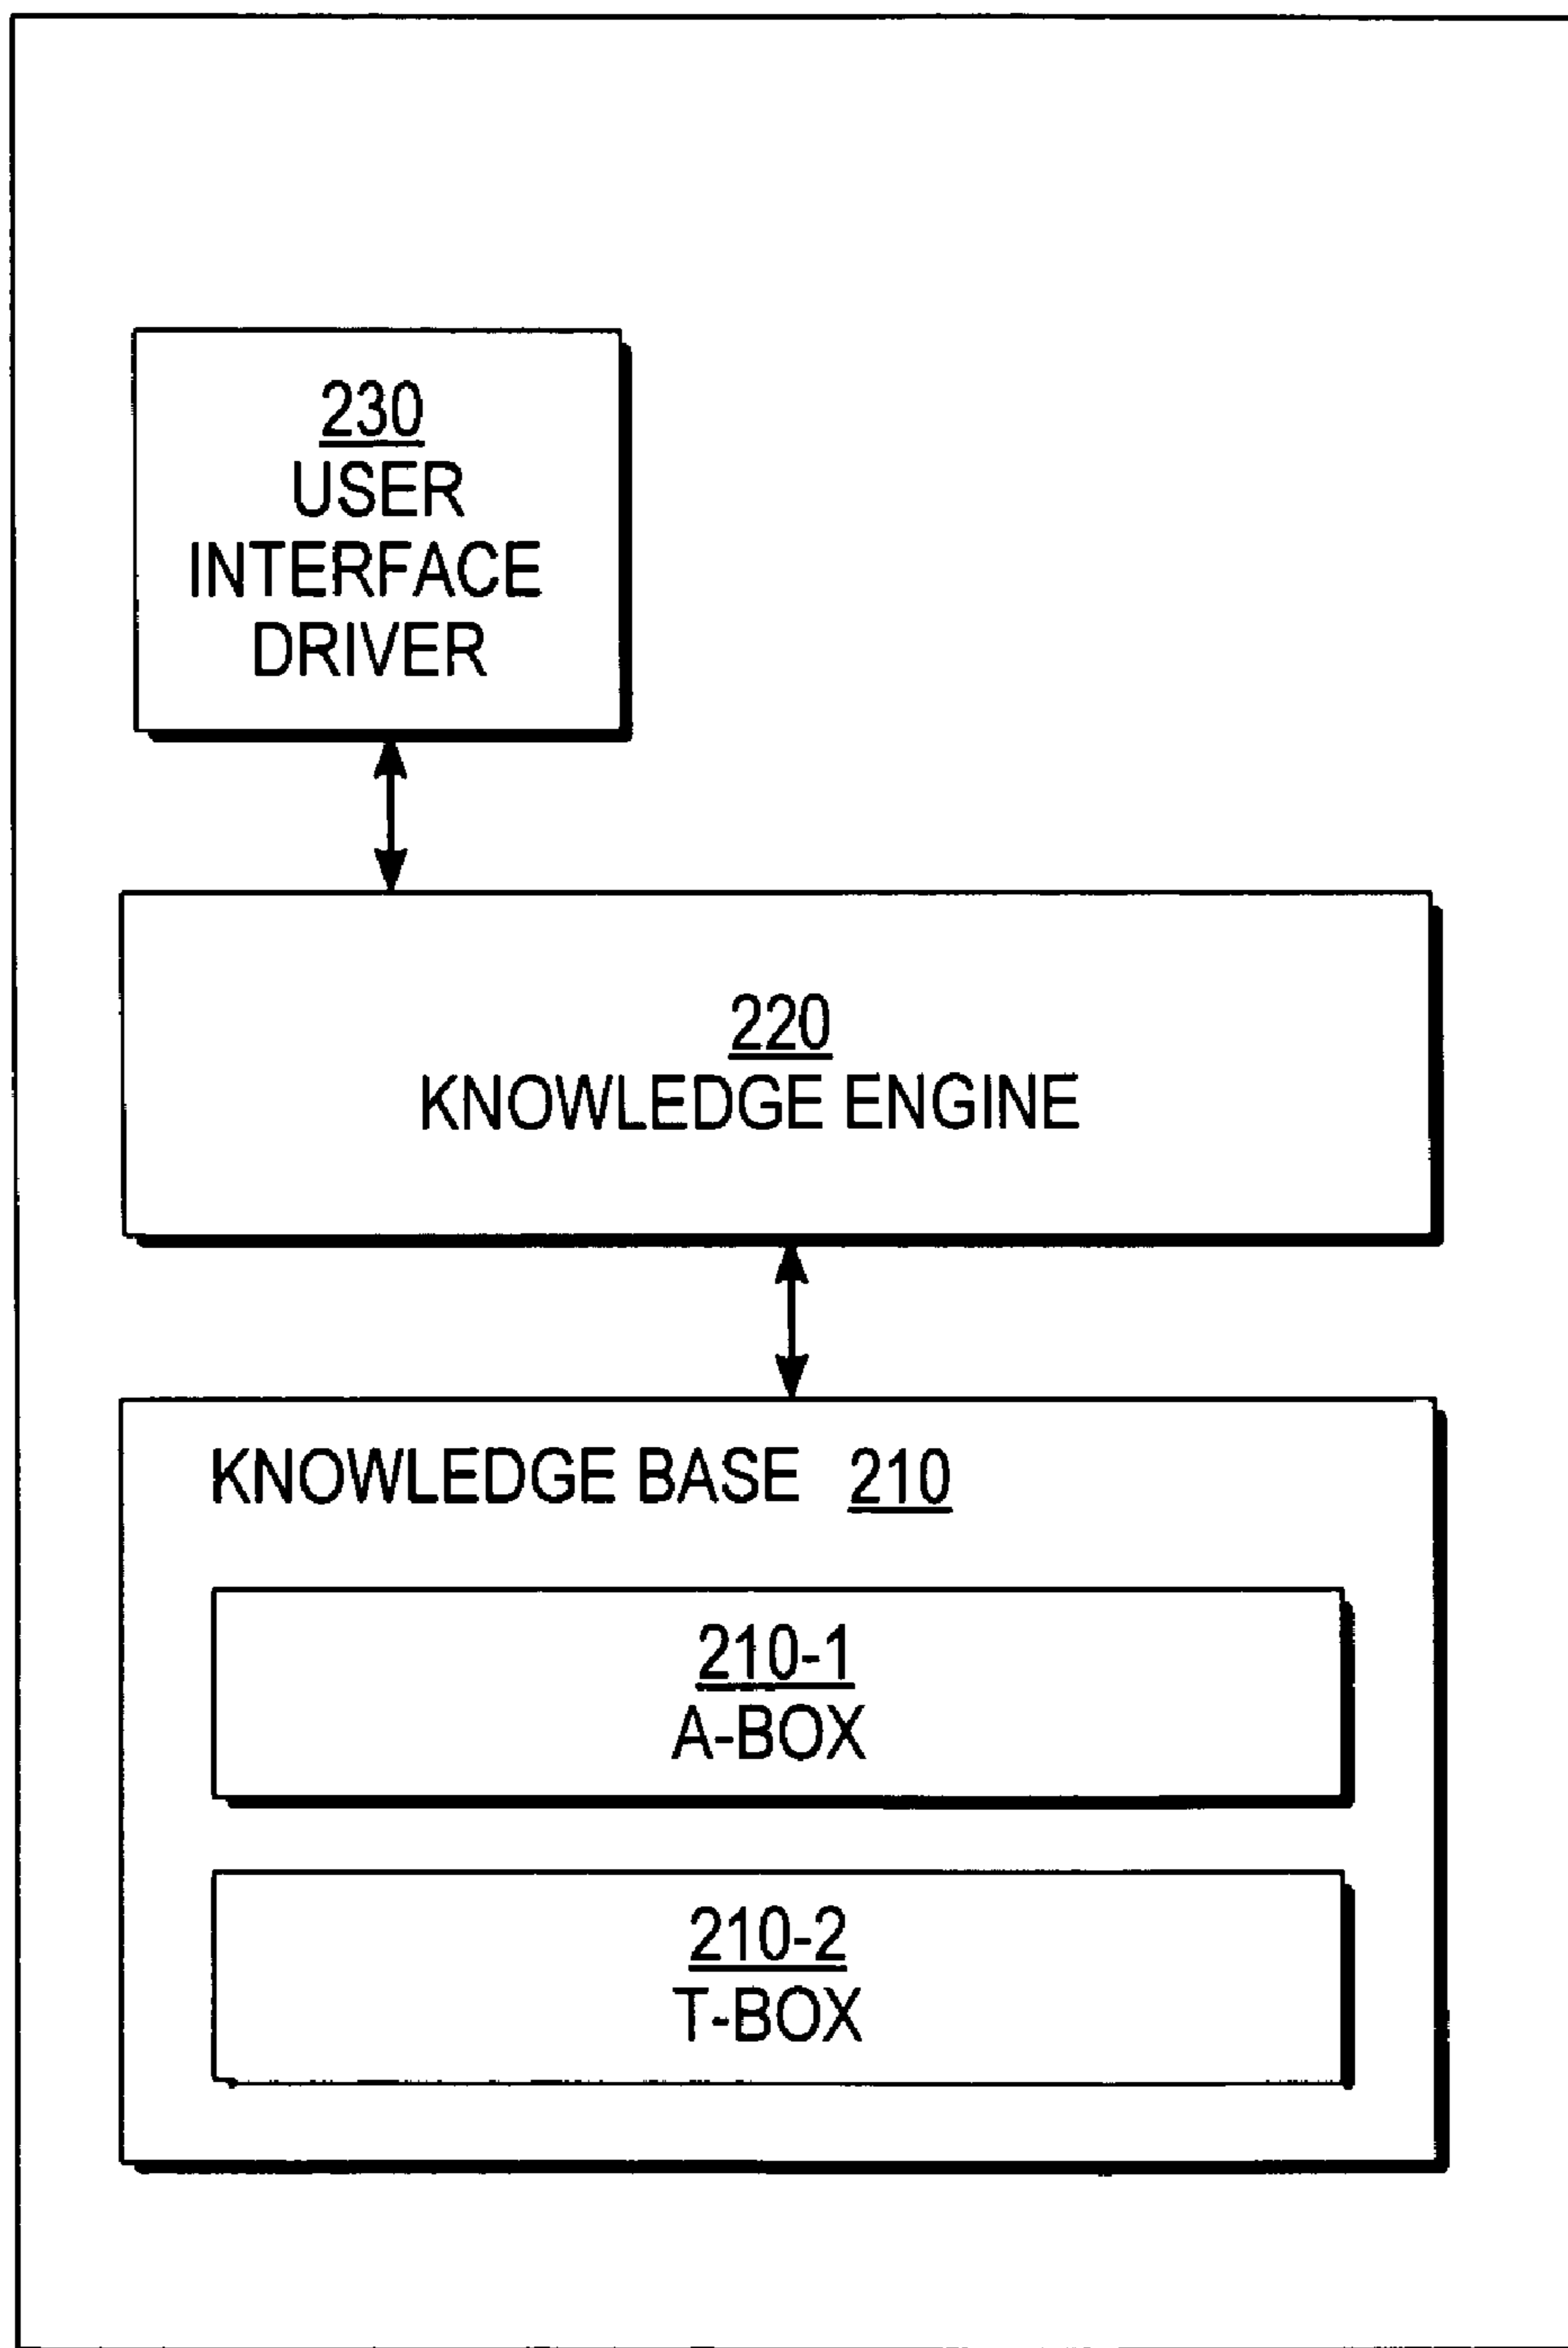 230
USER
INTERFACE
DRIVER
220
KNOWLEDGE ENGINE
KNOWLEDGE BASE 210
210-1
A-BOX
210-2
T-BOX